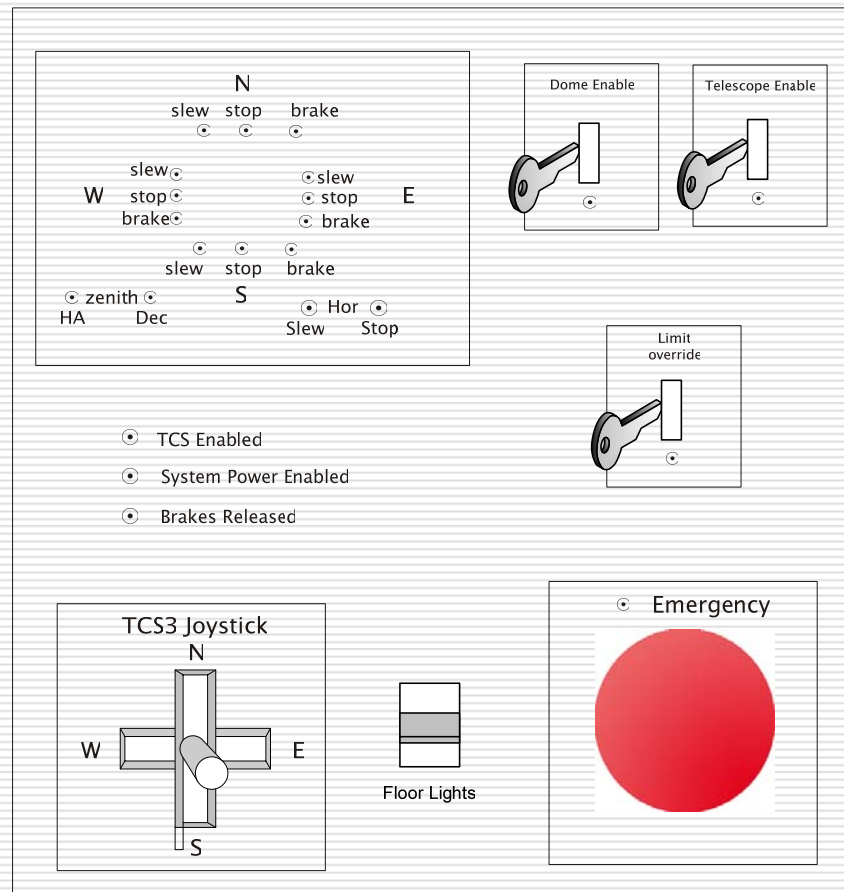 N
slew stop brake
slew
W stop
brake
slew
stop E
brake
slew stop brake
S
zenith
HA Dec
Hor
Slew Stop
Dome Enable
Telescope Enable
Limit
override
TCS Enabled
System Power Enabled
Brakes Released
TCS3 Joystick
N
W E
S
Floor Lights
Emergency